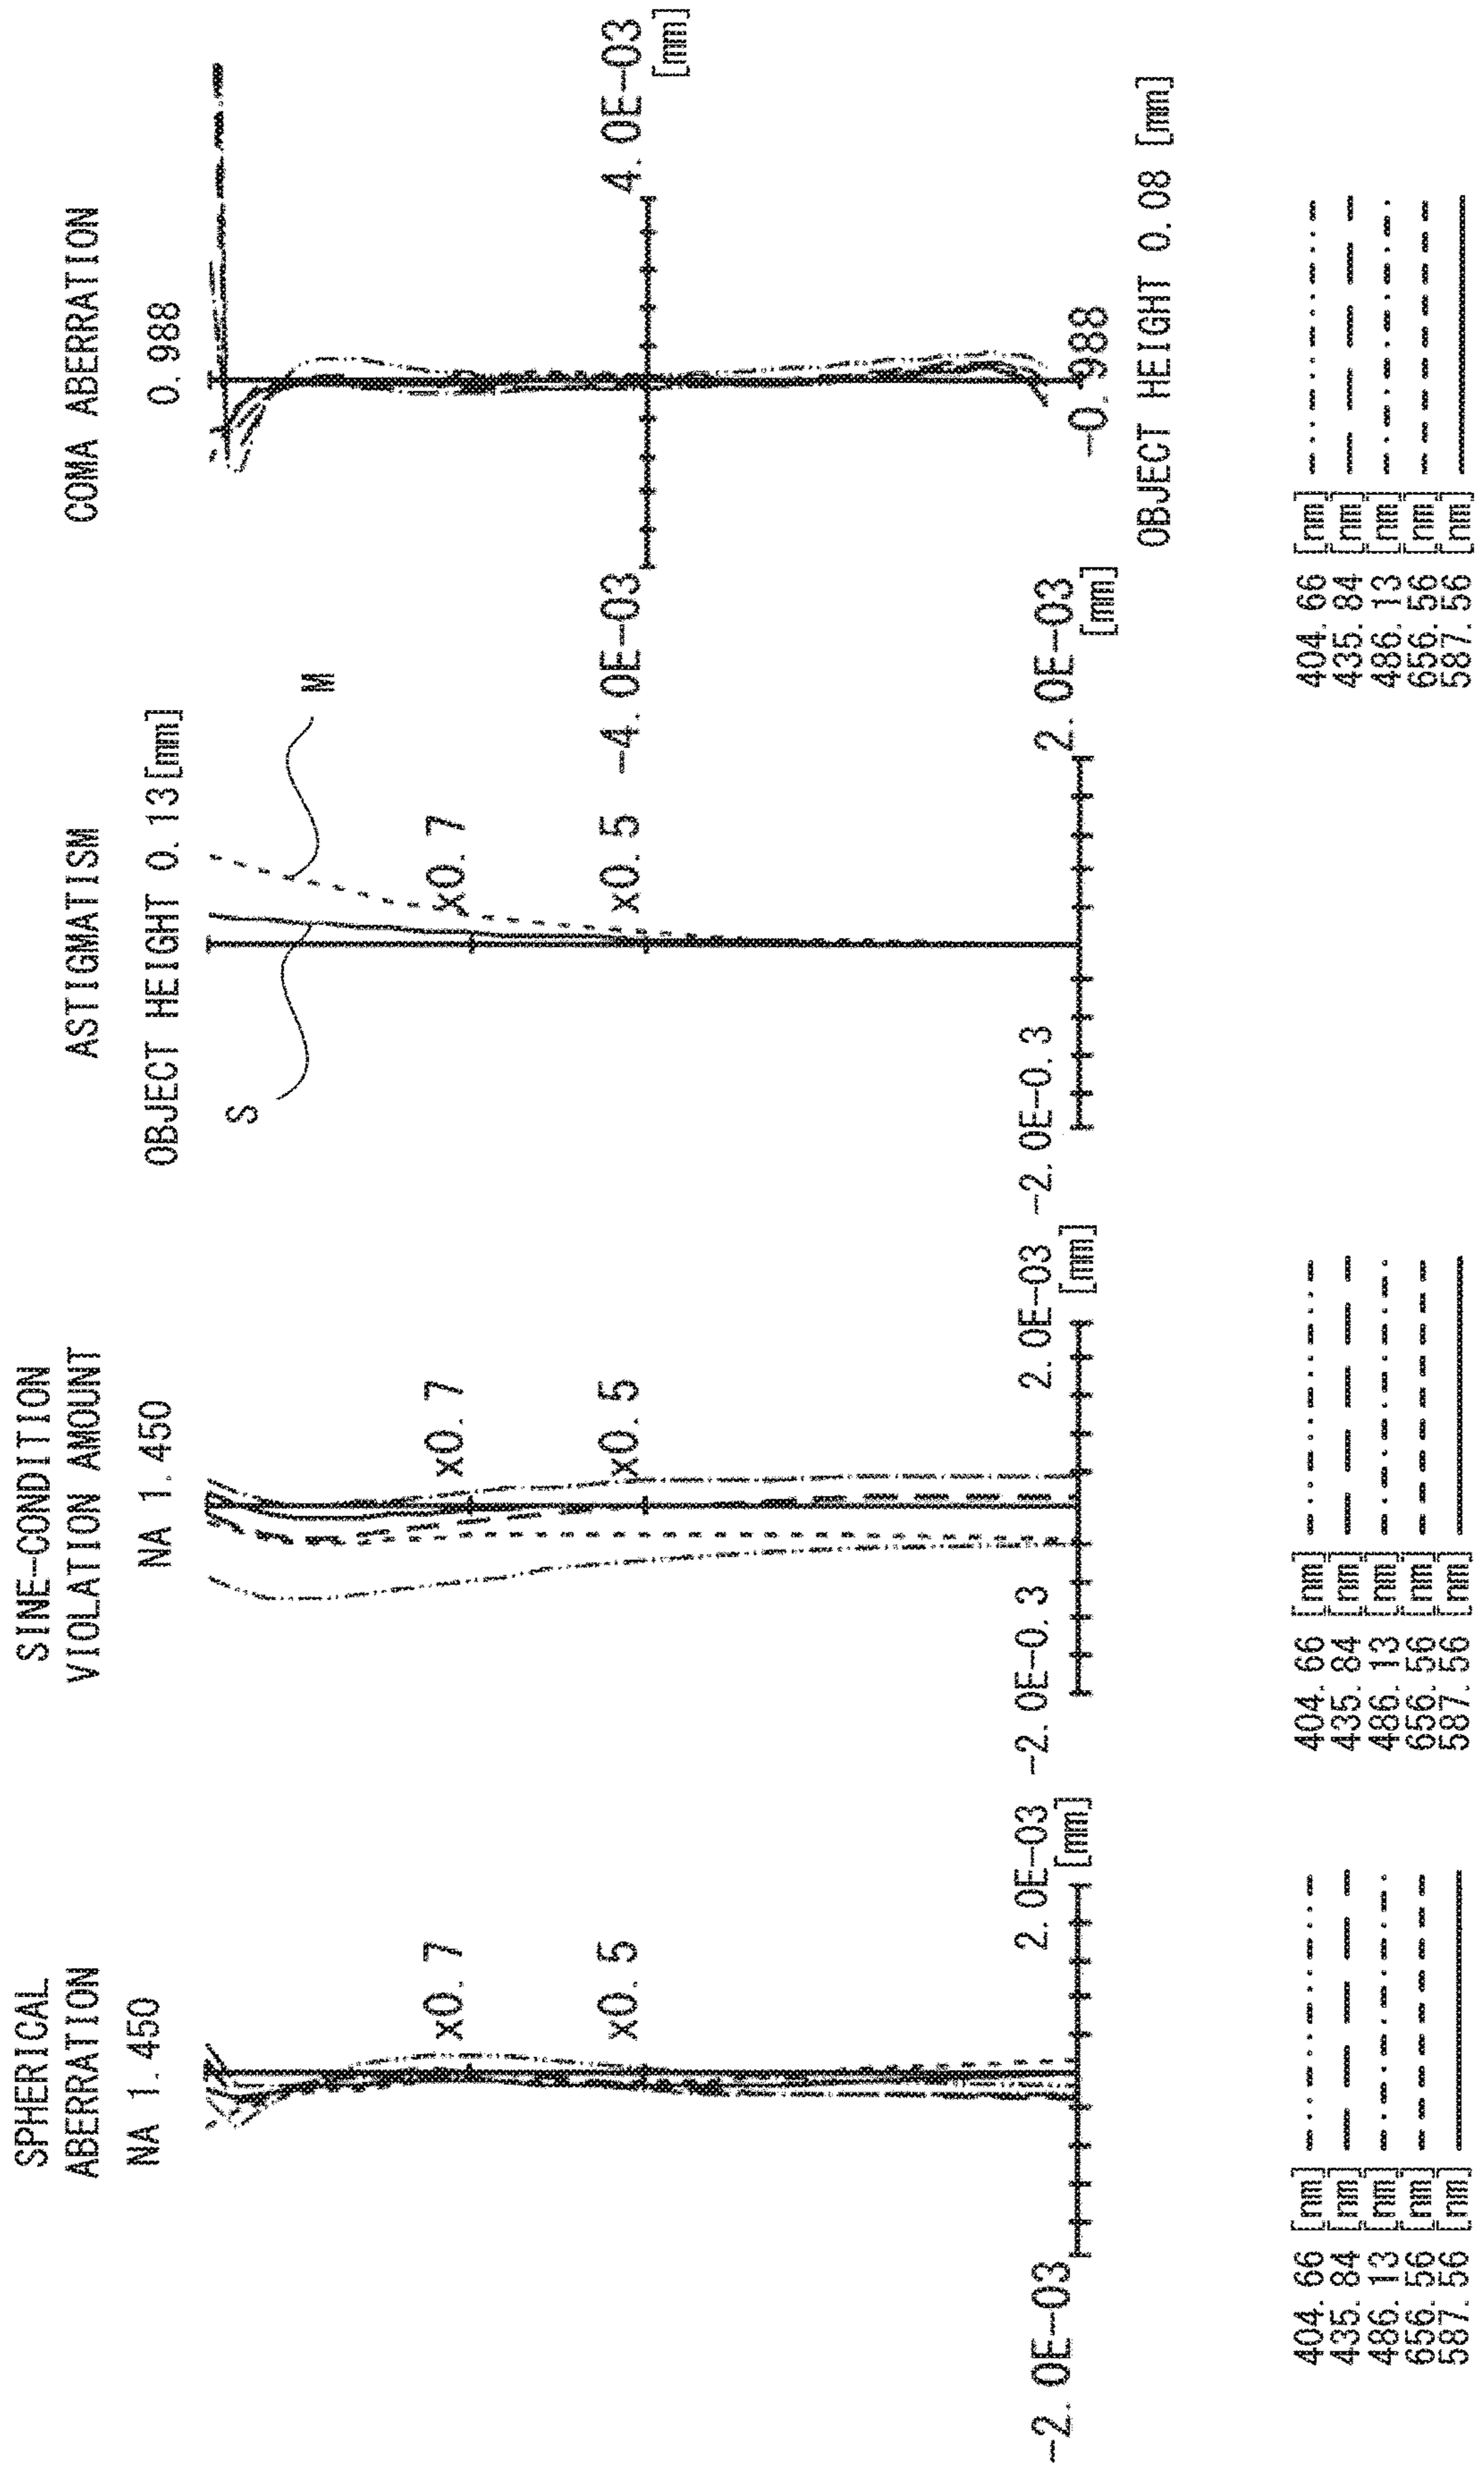 SPHERICAL
ABERRATION
NA 1.450
x0.7
x0.5
-2.0E-03
2.0E-03
[mm]
404.66 [nm]
435.84 [nm]
486.13 [nm]
656.56 [nm]
587.56 [nm]
SINE-CONDITION
VIOLATION AMOUNT
NA 1.450
x0.7
x0.5
-2.0E-0.3
2.0E-03
[mm]
404.66 [nm]
435.84 [nm]
486.13 [nm]
656.56 [nm]
587.56 [nm]
ASTIGMATISM
OBJECT HEIGHT 0.13[mm]
S
M
x0.7
x0.5
-2.0E-0.3
2.0E-03
[mm]
COMA ABERRATION
0.988
-4.0E-03
4.0E-03
[mm]
-0.988
OBJECT HEIGHT 0.08 [mm]
404.66 [nm]
435.84 [nm]
486.13 [nm]
656.56 [nm]
587.56 [nm]